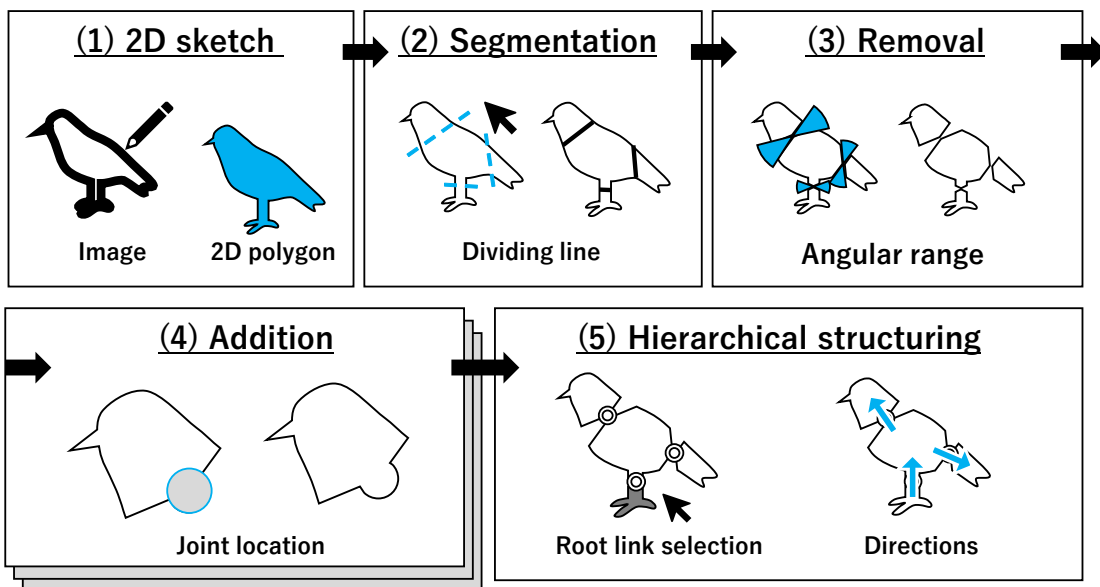 (1) 2D sketch
(2) Segmentation
(3) Removal
Image
2D polygon
Dividing line
Angular range
(4) Addition
(5) Hierarchical structuring
Joint location
Root link selection
Directions